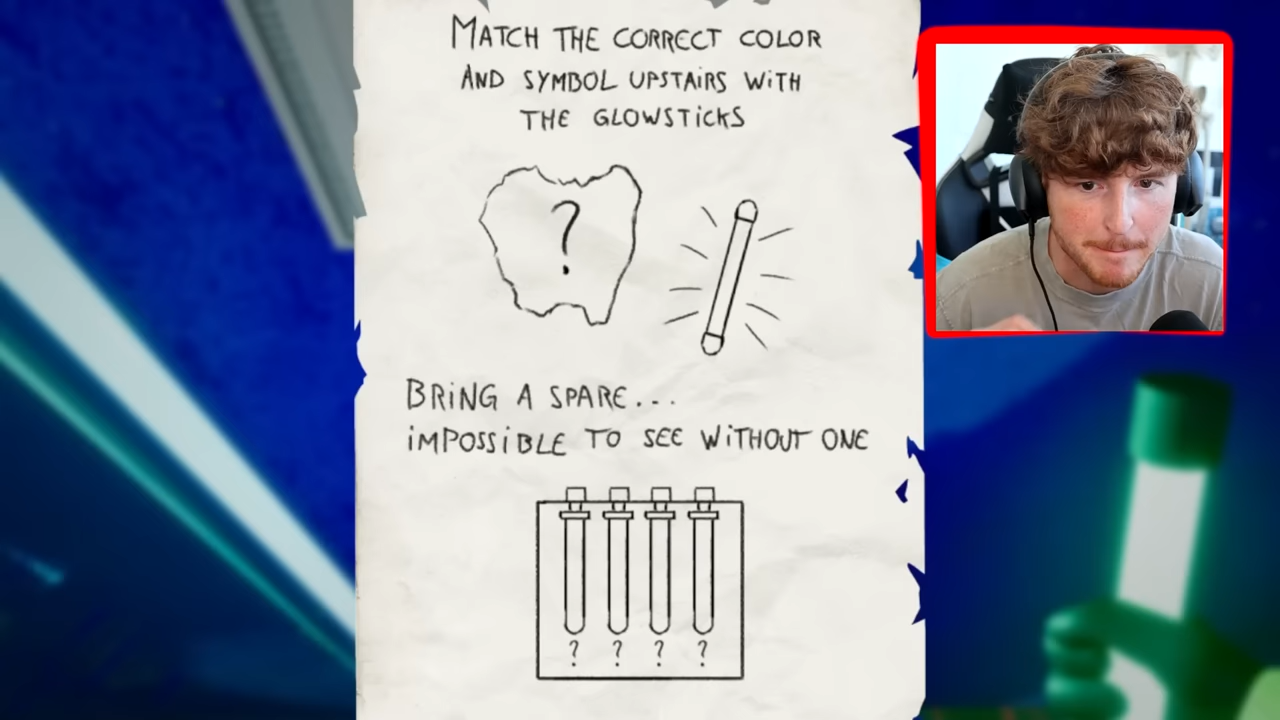 MATCH THE CORRECT COLOR
AND SYMBOL UPSTAIRS WITH
THE GLOWSTICKS
?
BRING A SPARE...
IMPOSSIBLE TO SEE WITHOUT ONE
? ? ? ?